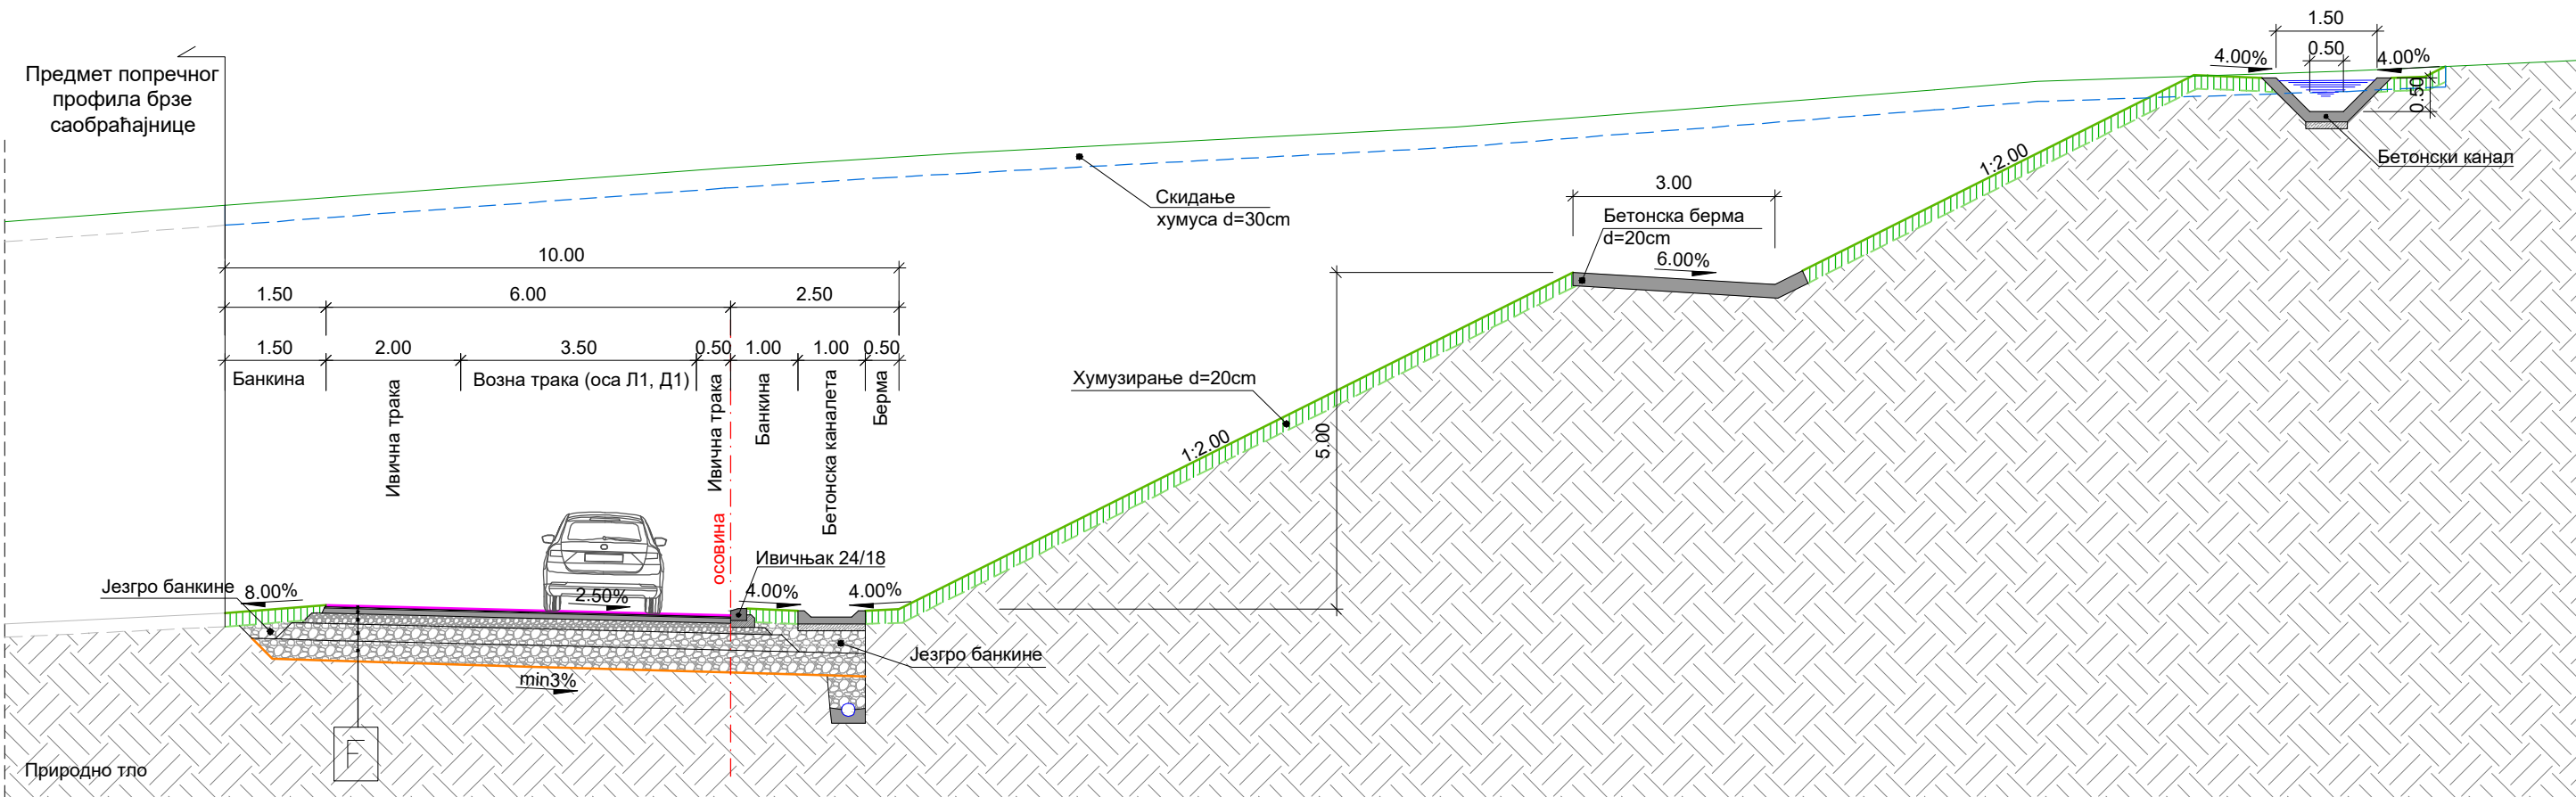 1.50
4.00%
0.50
4.00%
0.50
Бетонски канал
Предмет попречног
профила брзе
саобраћајнице
1:2.00
Скидање
хумуса d=30cm
3.00
Бетонска берма
d=20cm
6.00%
10.00
1.50
6.00
2.50
1.50
2.00
3.50
0.50
1.00
1.00
0.50
Банкина
Ивична трака
Возна трака (оса Л1, Д1)
Ивична трака
Банкина
Бетонска каналета
Берма
Хумузирање d=20cm
1:2.00
5.00
осовина
Ивичњак 24/18
Језгро банкине
8.00%
2.50%
4.00%
4.00%
Језгро банкине
min3%
F
Природно тло